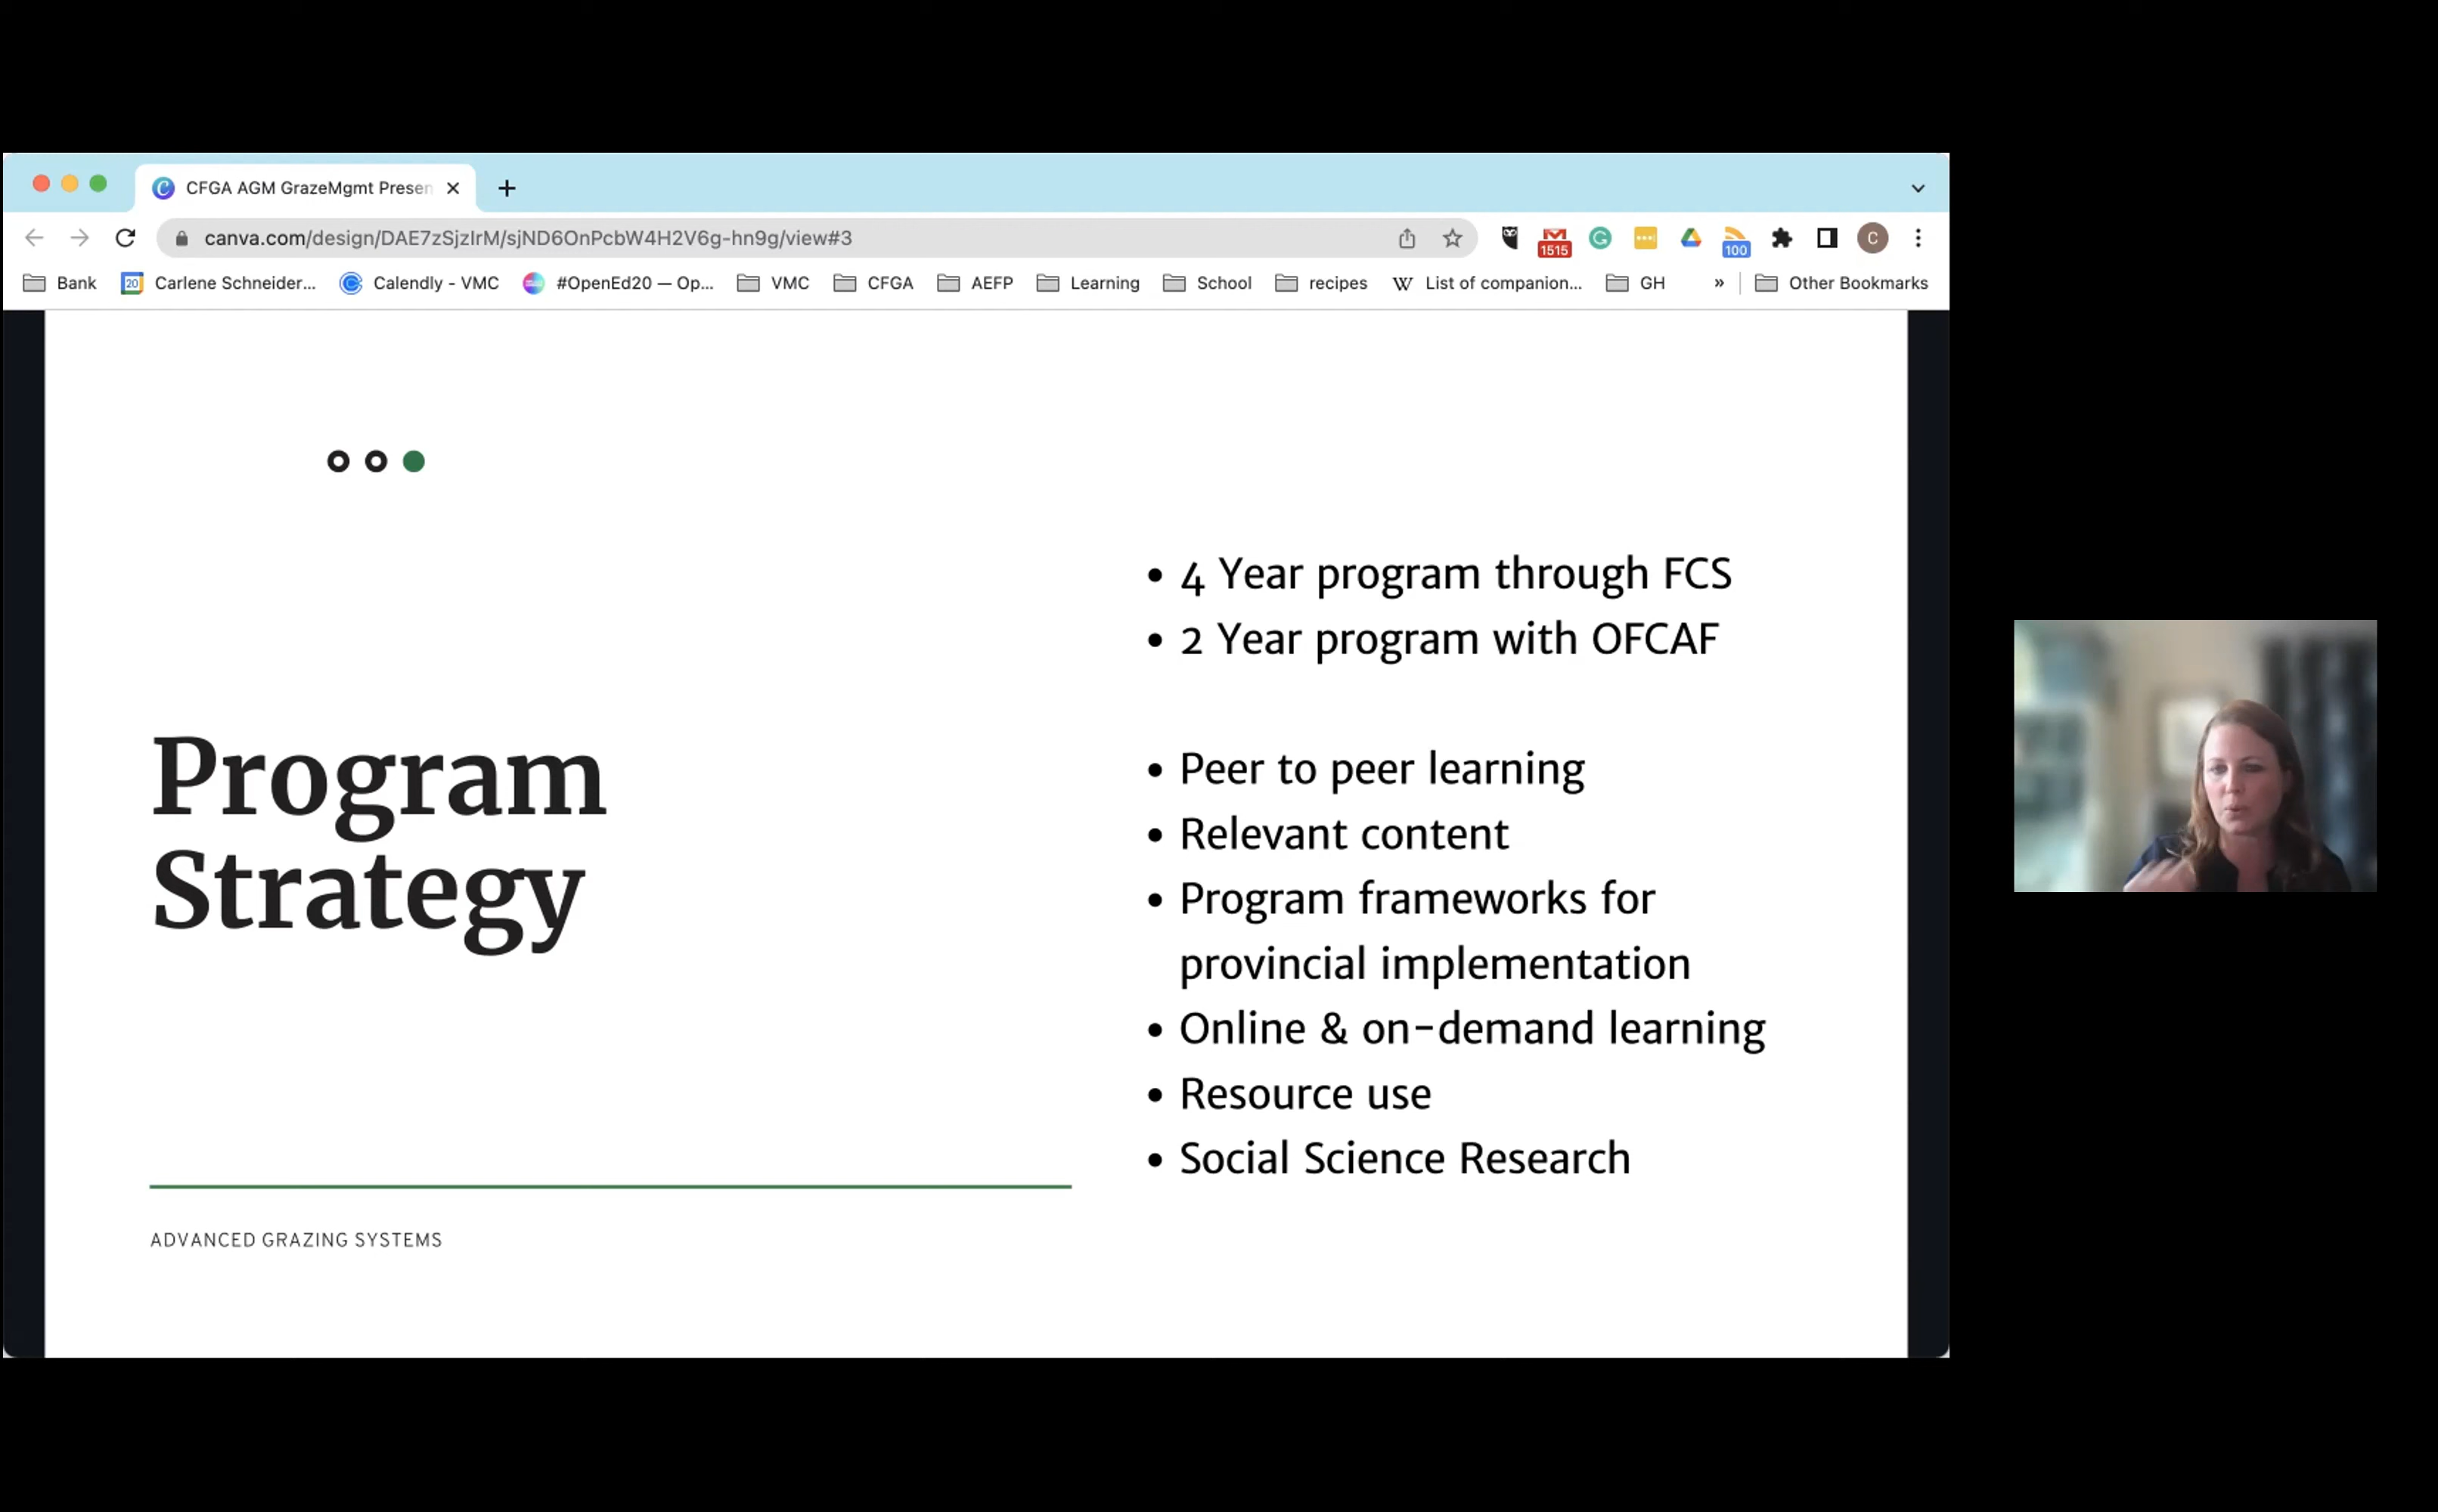 CFGA AGM GrazeMgmt Presen
canva.com/design/DAE7zSjzIrM/sjND6OnPcbW4H2V6g-hn9g/view#3
1515
100
C
Bank
20
Carlene Schneider...
Calendly - VMC
#OpenEd20 — Op...
VMC
CFGA
AEFP
Learning
School
recipes
W
List of companion...
GH
»
Other Bookmarks
Program
Strategy
ADVANCED GRAZING SYSTEMS
• 4 Year program through FCS
• 2 Year program with OFCAF
• Peer to peer learning
• Relevant content
• Program frameworks for
provincial implementation
• Online & on-demand learning
• Resource use
• Social Science Research